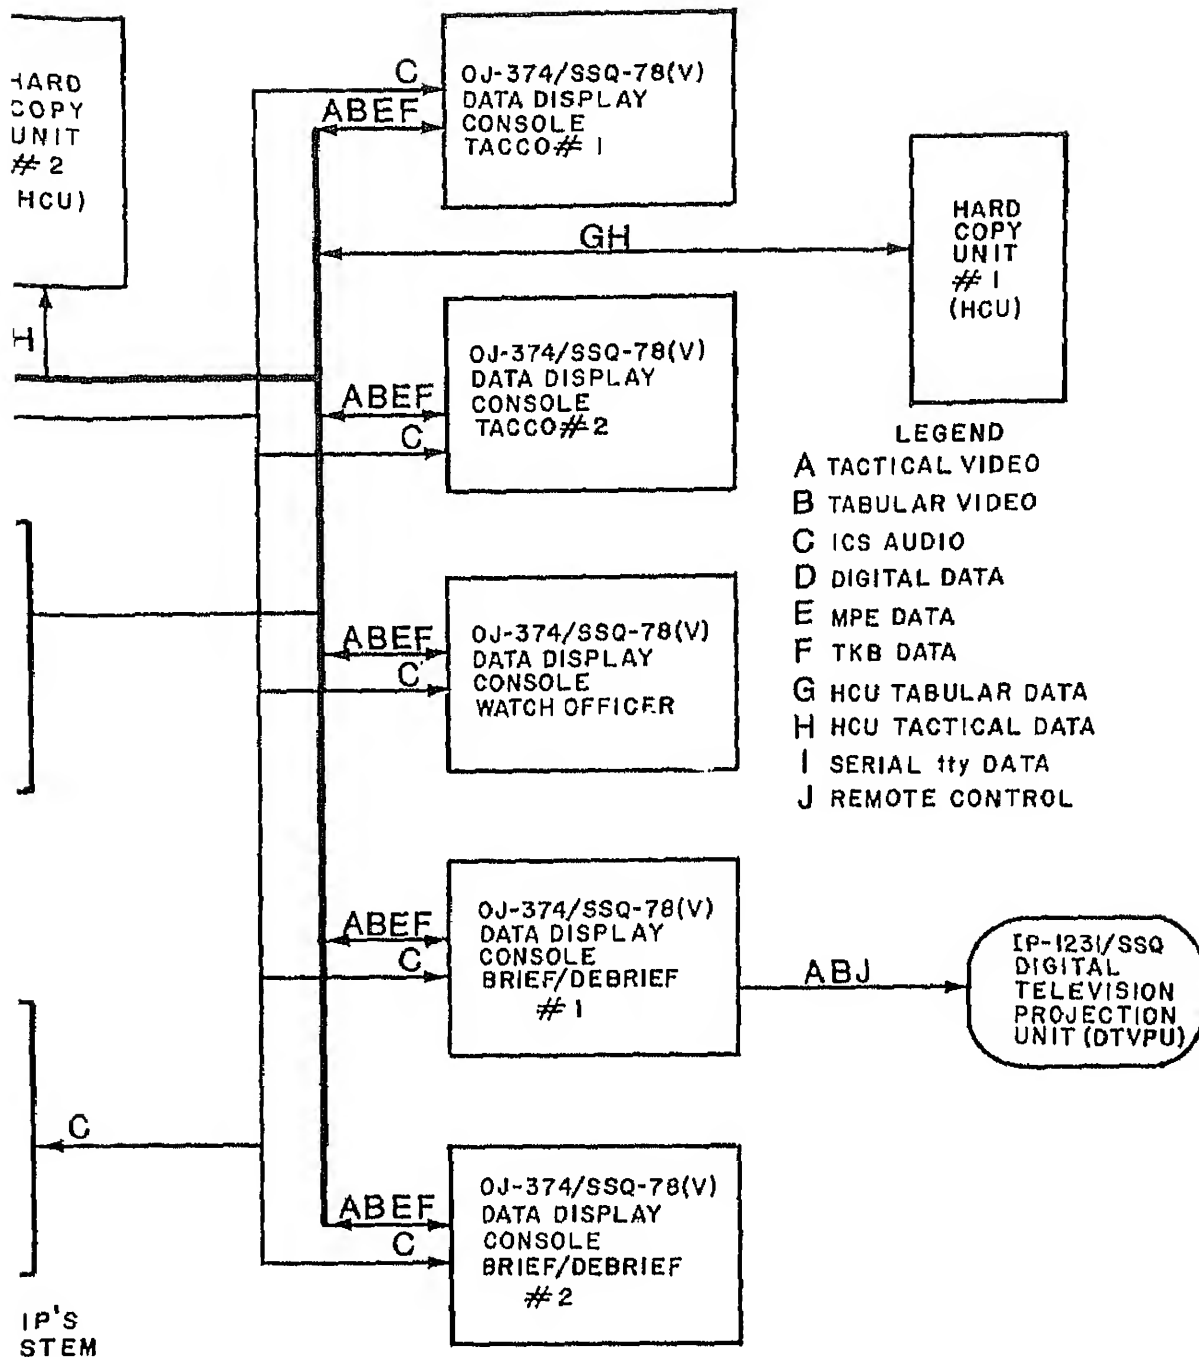 HARD
COPY
UNIT
# 2
HCU)
H
C
ABEF
OJ-374/SSQ-78(V)
DATA DISPLAY
CONSOLE
TACCO # 1
GH
HARD
COPY
UNIT
# 1
(HCU)
ABEF
C
OJ-374/SSQ-78(V)
DATA DISPLAY
CONSOLE
TACCO # 2
LEGEND
A TACTICAL VIDEO
B TABULAR VIDEO
C ICS AUDIO
D DIGITAL DATA
E MPE DATA
F TKB DATA
G HCU TABULAR DATA
H HCU TACTICAL DATA
I SERIAL tty DATA
J REMOTE CONTROL
ABEF
C
OJ-374/SSQ-78(V)
DATA DISPLAY
CONSOLE
WATCH OFFICER
ABEF
C
OJ-374/SSQ-78(V)
DATA DISPLAY
CONSOLE
BRIEF/DEBRIEF
# 1
ABJ
IP-1231/SSQ
DIGITAL
TELEVISION
PROJECTION
UNIT (DTVPU)
C
ABEF
C
OJ-374/SSQ-78(V)
DATA DISPLAY
CONSOLE
BRIEF/DEBRIEF
# 2
IP'S
STEM